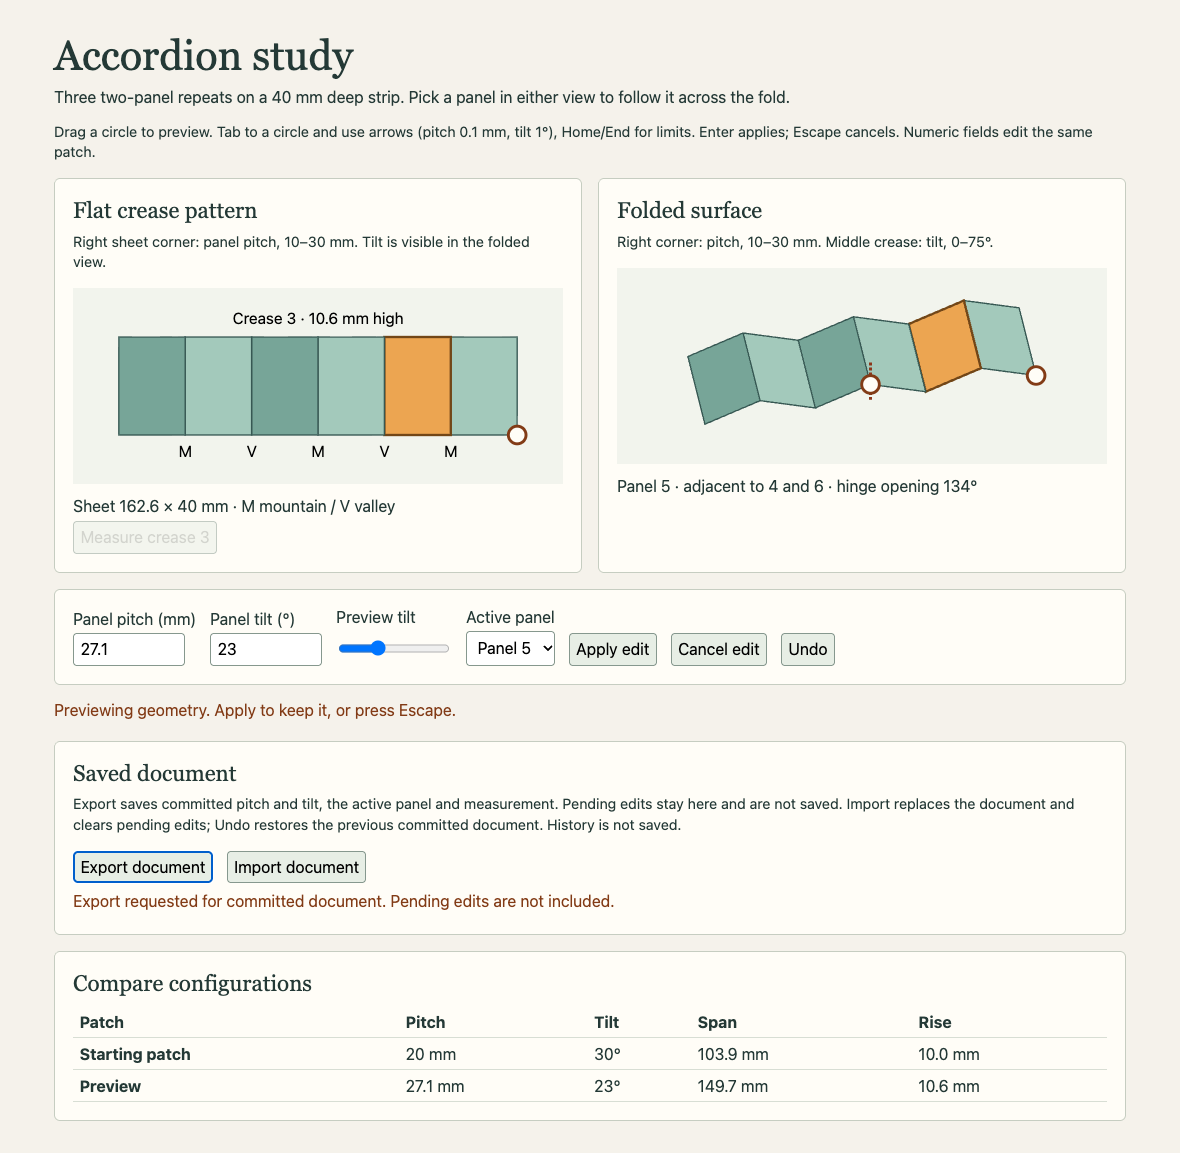 Accordion study
Three two-panel repeats on a 40 mm deep strip. Pick a panel in either view to follow it across the fold.
Drag a circle to preview. Tab to a circle and use arrows (pitch 0.1 mm, tilt 1°), Home/End for limits. Enter applies; Escape cancels. Numeric fields edit the same
patch.
Flat crease pattern
Right sheet corner: panel pitch, 10–30 mm. Tilt is visible in the folded
view.
Crease 3 · 10.6 mm high
M V M V M
Sheet 162.6 × 40 mm · M mountain / V valley
Measure crease 3
Folded surface
Right corner: pitch, 10–30 mm. Middle crease: tilt, 0–75°.
Panel 5 · adjacent to 4 and 6 · hinge opening 134°
Panel pitch (mm) Panel tilt (°) Preview tilt Active panel
27.1 23 Panel 5 Apply edit Cancel edit Undo
Previewing geometry. Apply to keep it, or press Escape.
Saved document
Export saves committed pitch and tilt, the active panel and measurement. Pending edits stay here and are not saved. Import replaces the document and
clears pending edits; Undo restores the previous committed document. History is not saved.
Export document Import document
Export requested for committed document. Pending edits are not included.
Compare configurations
Patch Pitch Tilt Span Rise
Starting patch 20 mm 30° 103.9 mm 10.0 mm
Preview 27.1 mm 23° 149.7 mm 10.6 mm